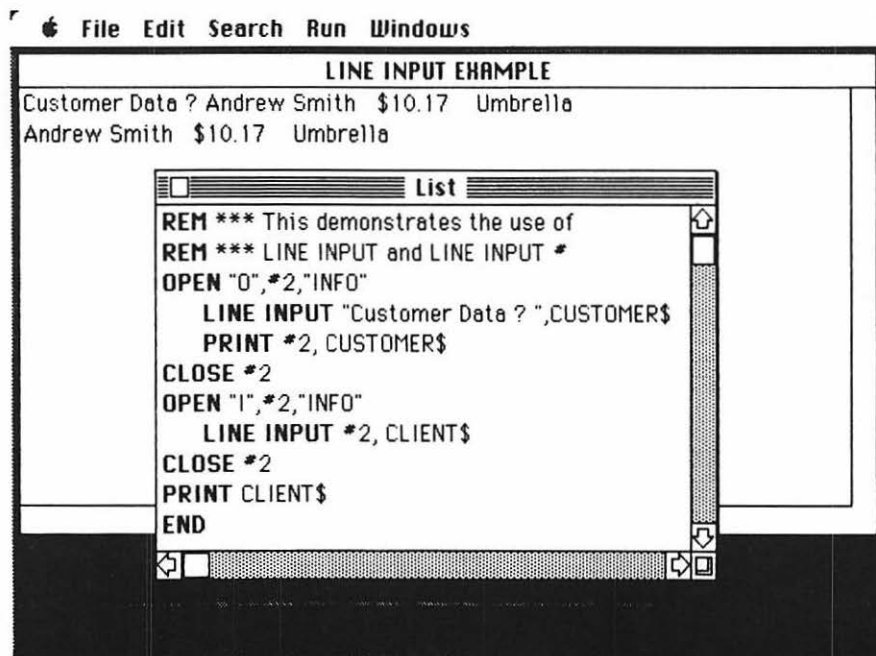 File Edit Search Run Windows
LINE INPUT EXAMPLE
Customer Data ? Andrew Smith $10.17 Umbrella
Andrew Smith $10.17 Umbrella
List
REM *** This demonstrates the use of
REM *** LINE INPUT and LINE INPUT #
OPEN "O",#2,"INFO"
LINE INPUT "Customer Data ? ",CUSTOMER$
PRINT #2, CUSTOMER$
CLOSE #2
OPEN "I",#2,"INFO"
LINE INPUT #2, CLIENT$
CLOSE #2
PRINT CLIENT$
END